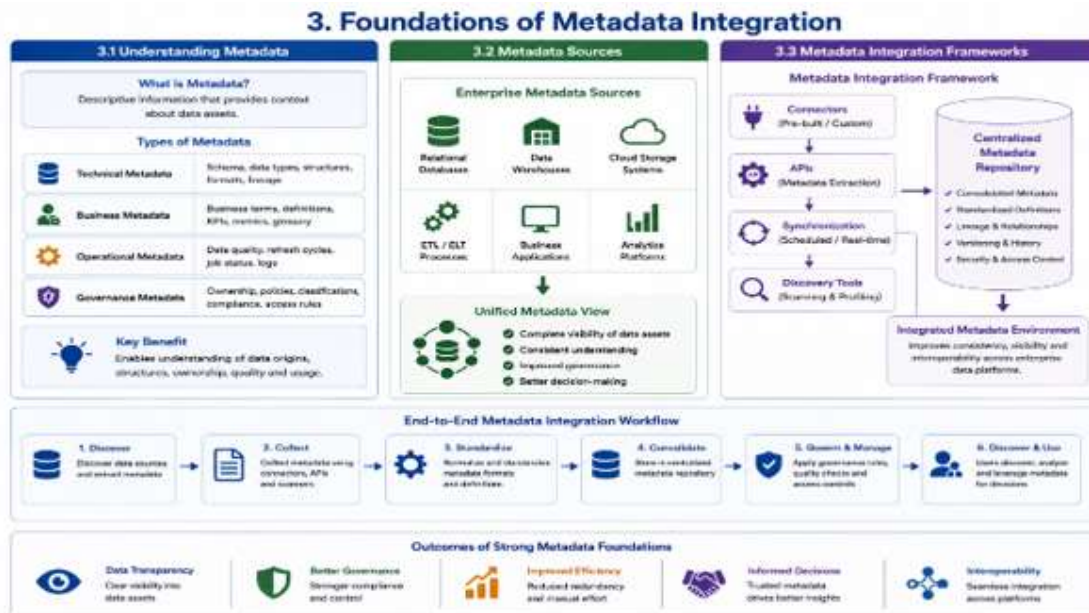 3. Foundations of Metadata Integration
3.1 Understanding Metadata
What is Metadata?
Descriptive information that provides context
about data assets.
Types of Metadata
Technical Metadata
Schema, data types, structures,
formats, lineage
Business Metadata
Business terms, definitions,
KPIs, metrics, glossary
Operational Metadata
Data quality, refresh cycles,
job status, logs
Governance Metadata
Ownership, policies, classifications,
compliance, access rules
Key Benefit
Enables understanding of data origins,
structures, ownership, quality and usage.
3.2 Metadata Sources
Enterprise Metadata Sources
Relational
Databases
Data
Warehouses
Cloud Storage
Systems
ETL / ELT
Processes
Business
Applications
Analytics
Platforms
Unified Metadata View
Complete visibility of data assets
Consistent understanding
Improved governance
Better decision-making
3.3 Metadata Integration Frameworks
Metadata Integration Framework
Connectors
(Pre-built / Custom)
APIs
(Metadata Extraction)
Synchronization
(Scheduled / Real-time)
Discovery Tools
(Scanning & Profiling)
Centralized
Metadata
Repository
✓ Consolidated Metadata
✓ Standardized Definitions
✓ Lineage & Relationships
✓ Versioning & History
✓ Security & Access Control
Integrated Metadata Environment
Improves consistency, visibility and
interoperability across enterprise
data platforms.
End-to-End Metadata Integration Workflow
1. Discover
Discover data sources
and extract metadata
2. Collect
Collect metadata using
connectors, APIs
and scanners
3. Standardize
Normalize and standardize
metadata formats
and definitions
4. Consolidate
Store in centralized
metadata repository
5. Govern & Manage
Apply governance rules,
quality checks and
access controls
6. Discover & Use
Users discover, analyze
and leverage metadata
for decisions
Outcomes of Strong Metadata Foundations
Data Transparency
Clear visibility into
data assets
Better Governance
Stronger compliance
and control
Improved Efficiency
Reduced redundancy
and manual effort
Informed Decisions
Trusted metadata
drives better insights
Interoperability
Seamless integration
across platforms